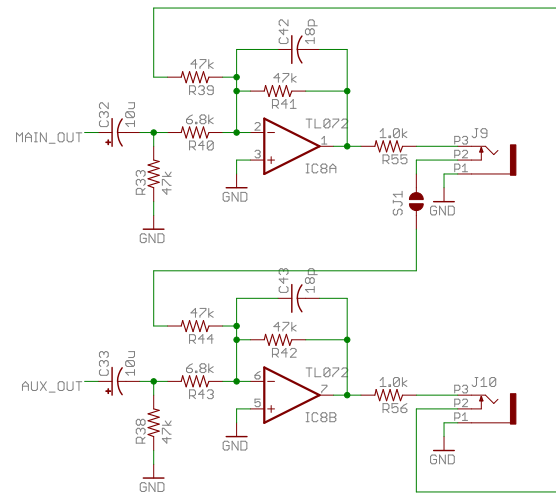 C42
18p
47k
R39
47k
R41
C32
10u
6.8k
R40
TL072
2
3
1
IC8A
1.0k
R55
J9
P3
P2
P1
MAIN_OUT
R33
47k
GND
GND
GND
SJ1
C43
18p
47k
R44
47k
R42
C33
10u
6.8k
R43
TL072
6
5
7
IC8B
1.0k
R56
J10
P3
P2
P1
AUX_OUT
R38
47k
GND
GND
GND